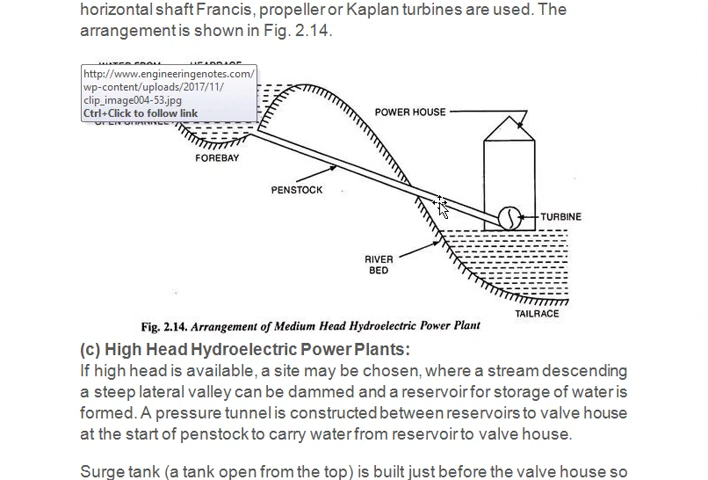 horizontal shaft Francis, propeller or Kaplan turbines are used. The
arrangement is shown in Fig. 2.14.
http://www.engineeringnotes.com/
wp-content/uploads/2017/11/
clip_image004-53.jpg
Ctrl+Click to follow link
POWER HOUSE
FOREBAY
PENSTOCK
TURBINE
RIVER
BED
TAILRACE
Fig. 2.14. Arrangement of Medium Head Hydroelectric Power Plant
(c) High Head Hydroelectric Power Plants:
If high head is available, a site may be chosen, where a stream descending
a steep lateral valley can be dammed and a reservoir for storage of water is
formed. A pressure tunnel is constructed between reservoirs to valve house
at the start of penstock to carry water from reservoir to valve house.
Surge tank (a tank open from the top) is built just before the valve house so